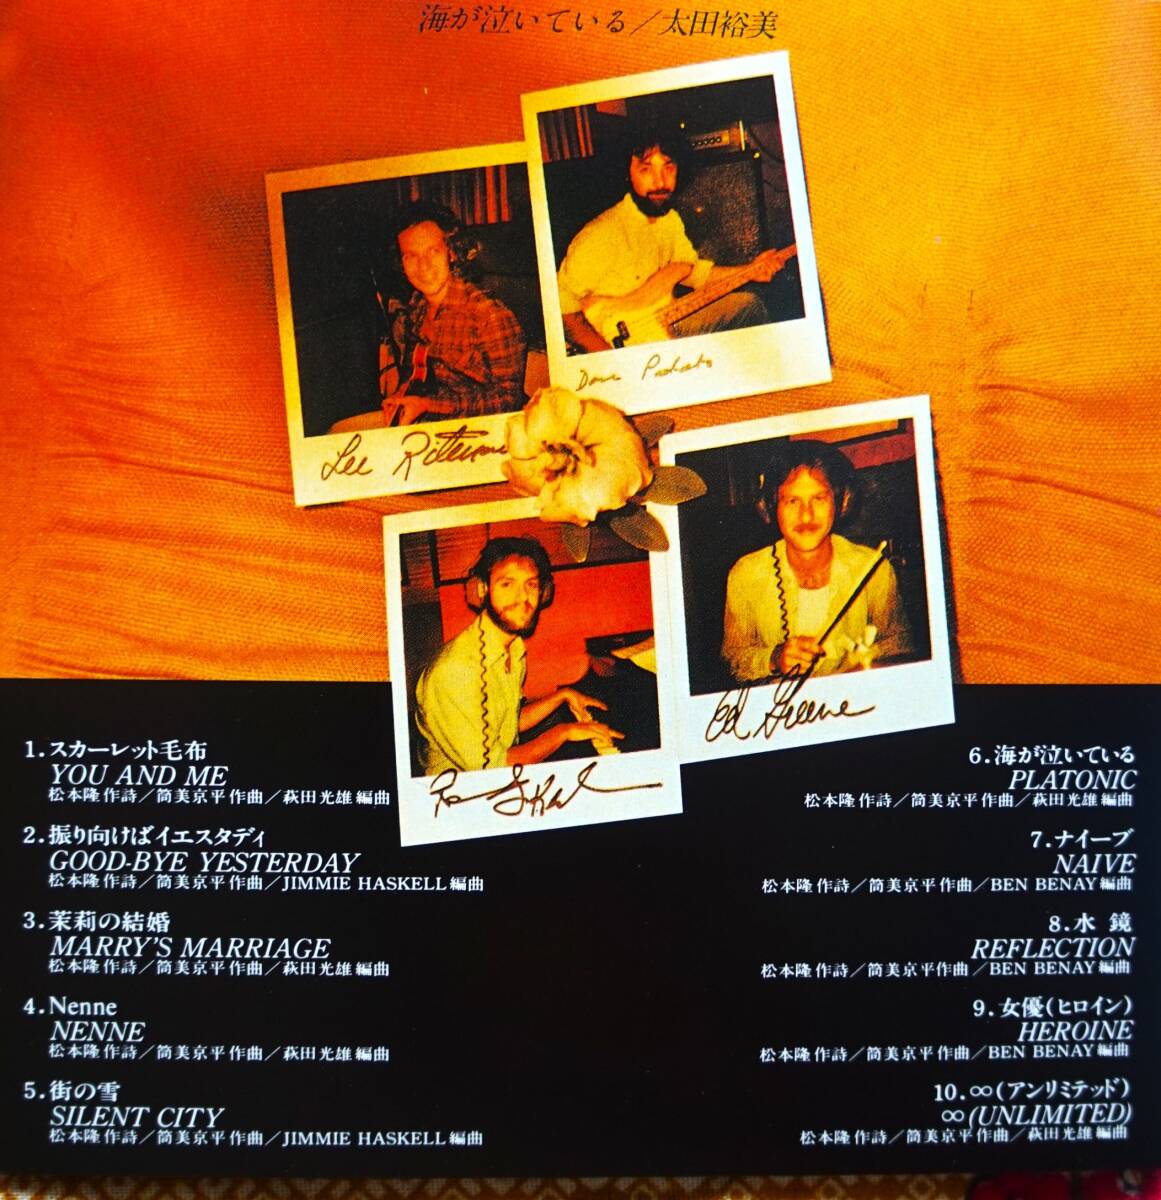 海が泣いている／太田裕美
Dave
Lee Ritenour
Ed Greene
1.スカーレット毛布
YOU AND ME
松本隆作詩／筒美京平作曲／萩田光雄編曲
2.振り向けばイエスタディ
GOOD-BYE YESTERDAY
松本隆作詩／筒美京平作曲／JIMMIE HASKELL編曲
3.茉莉の結婚
MARRY'S MARRIAGE
松本隆作詩／筒美京平作曲／萩田光雄編曲
4.Nenne
NENNE
松本隆作詩／筒美京平作曲／萩田光雄編曲
5.街の雪
SILENT CITY
松本隆作詩／筒美京平作曲／JIMMIE HASKELL編曲
6.海が泣いている
PLATONIC
松本隆作詩／筒美京平作曲／萩田光雄編曲
7.ナイーブ
NAIVE
松本隆作詩／筒美京平作曲／BEN BENAY編曲
8.水 鏡
REFLECTION
松本隆作詩／筒美京平作曲／BEN BENAY編曲
9.女優(ヒロイン)
HEROINE
松本隆作詩／筒美京平作曲／BEN BENAY編曲
10.∞(アンリミテッド)
∞(UNLIMITED)
松本隆作詩／筒美京平作曲／萩田光雄編曲